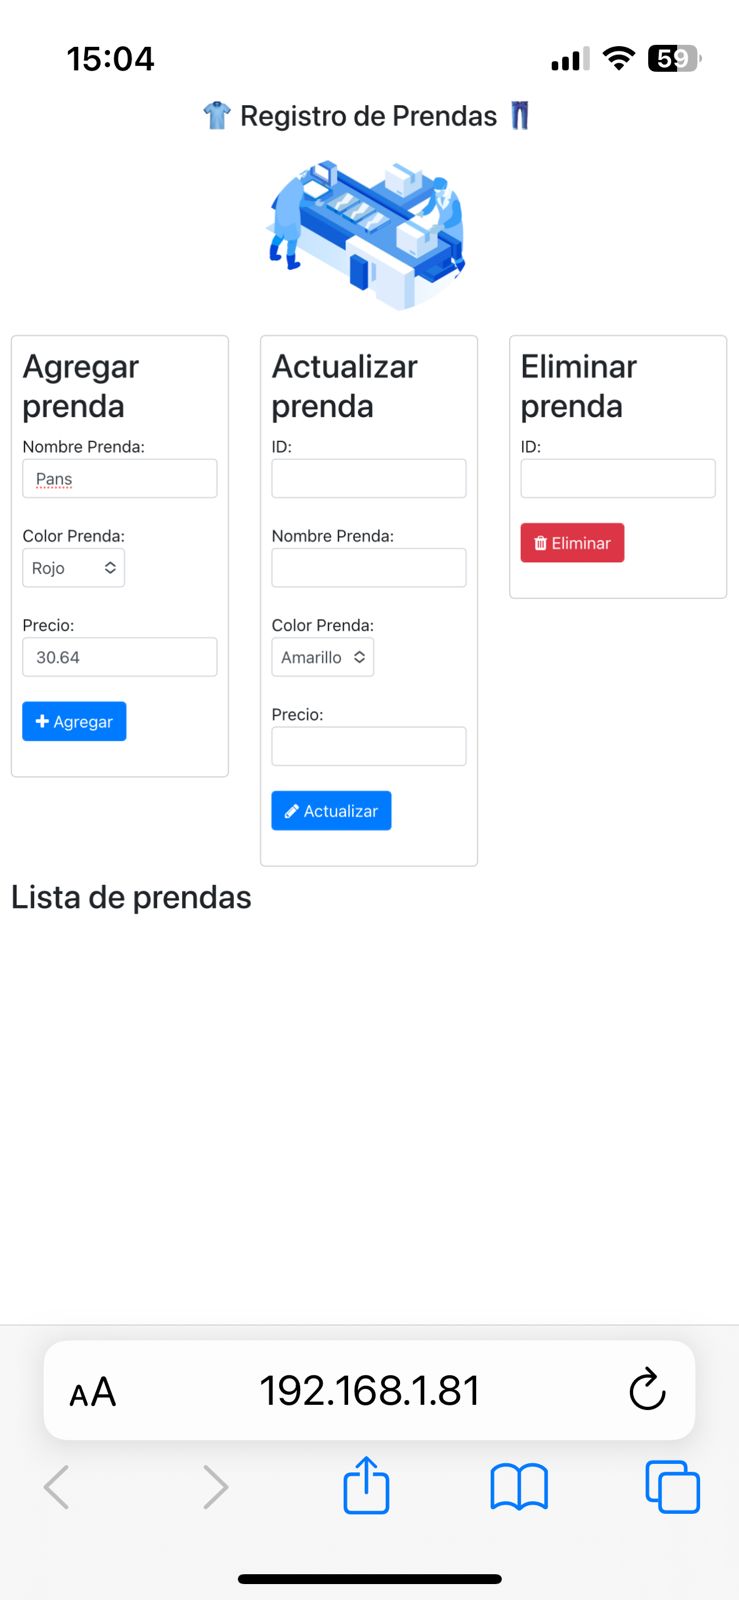 15:04
59
Registro de Prendas
Agregar
prenda
Nombre Prenda:
Pans
Color Prenda:
Rojo
Precio:
30.64
Agregar
Actualizar
prenda
ID:
Nombre Prenda:
Color Prenda:
Amarillo
Precio:
Actualizar
Eliminar
prenda
ID:
Eliminar
Lista de prendas
AA
192.168.1.81